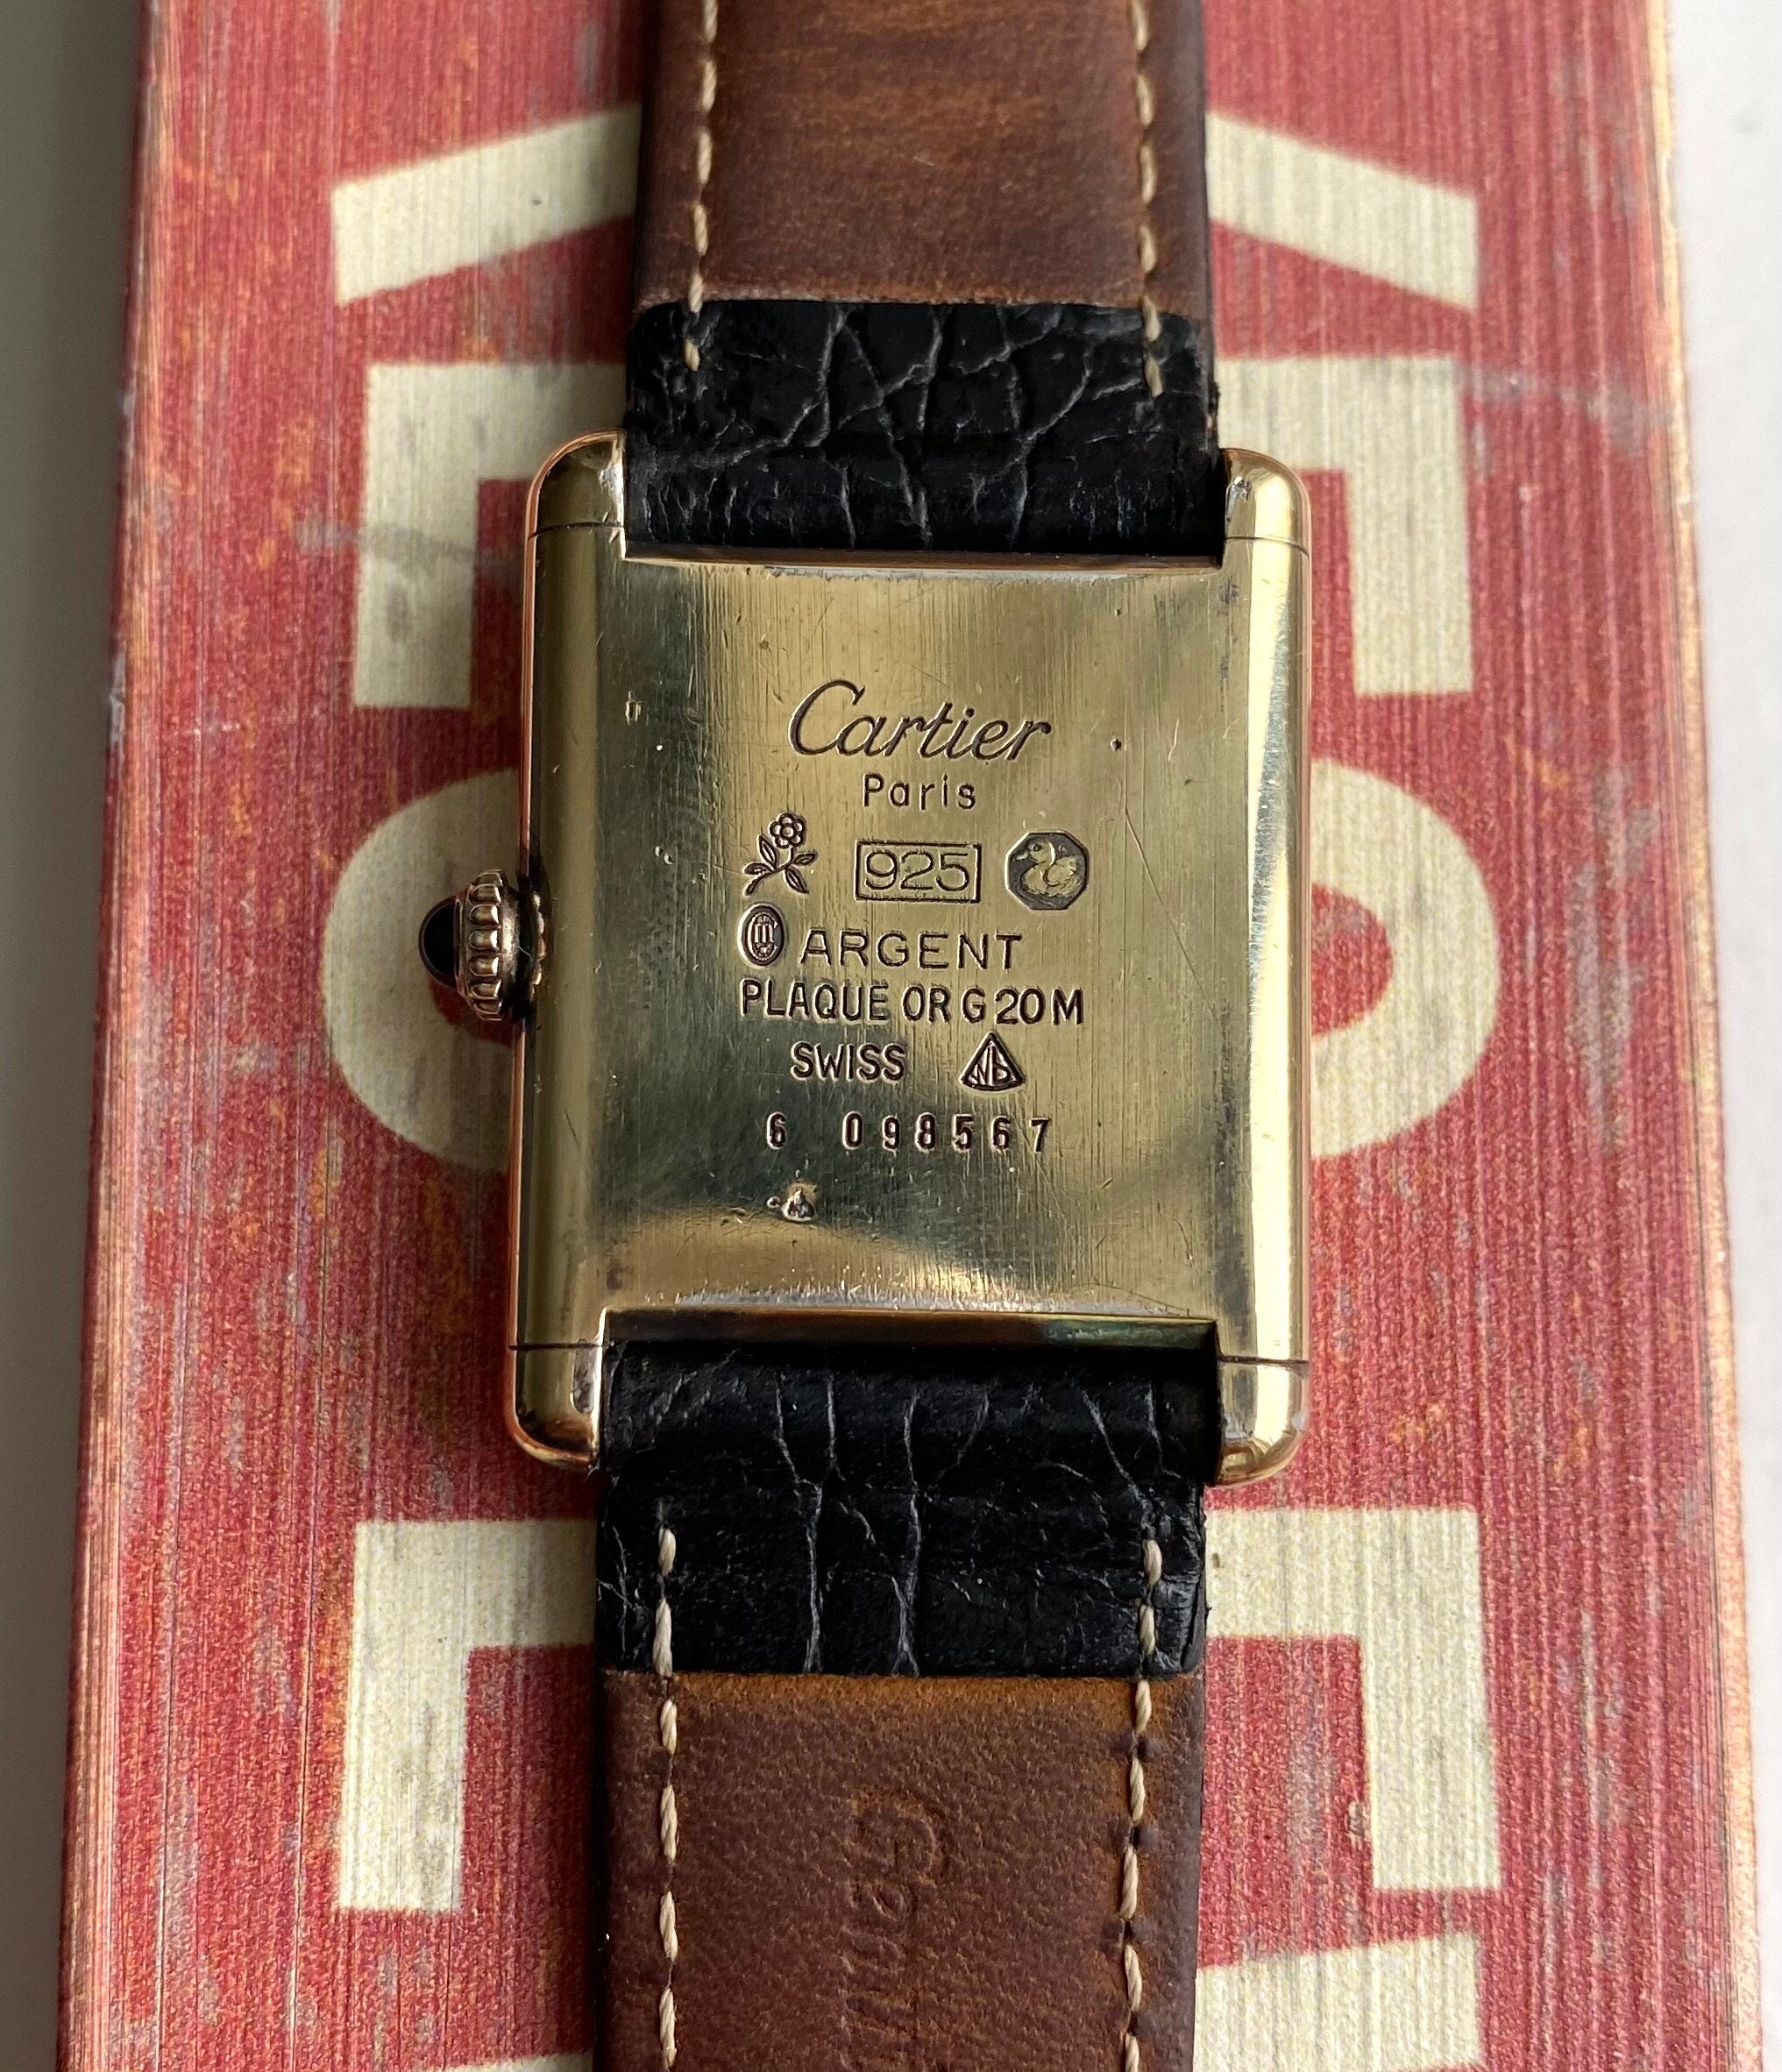 Cartier
Paris
925
ARGENT
PLAQUE OR G 20 M
SWISS
6 098567